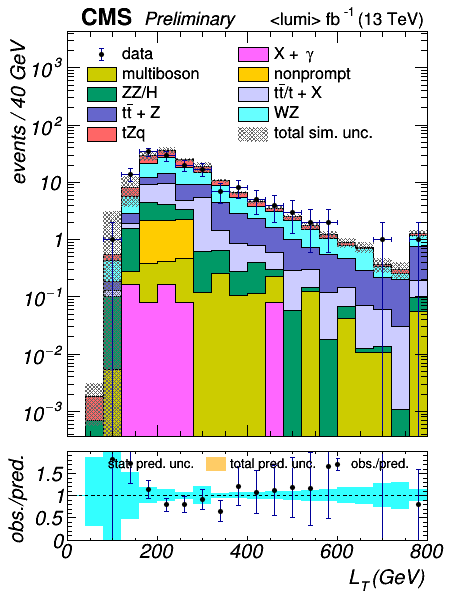 CMS Preliminary <lumi> fb⁻¹ (13 TeV)
events / 40 GeV
10³
10²
10
1
10⁻¹
10⁻²
10⁻³
data
multiboson
ZZ/H
tt̄ + Z
tZq
X + γ
nonprompt
tt̄/t + X
WZ
total sim. unc.
obs./pred.
1.5
1
0.5
0
stat. pred. unc. total pred. unc. obs./pred.
0 200 400 600 800
L_T (GeV)